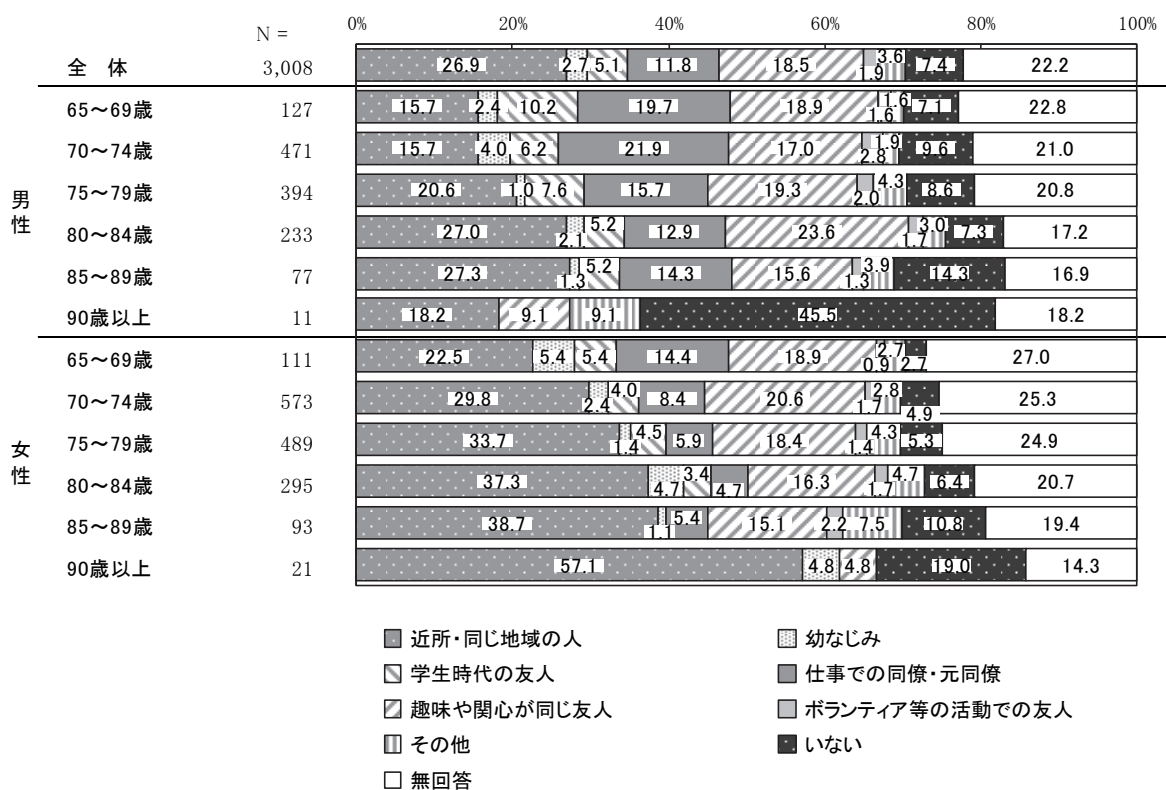 0% 20% 40% 60% 80% 100%
N =
全 体 3,008 26.9 2.7 5.1 11.8 18.5 1.9 3.6 7.4 22.2
男性
65～69歳 127 15.7 2.4 10.2 19.7 18.9 1.6 1.6 7.1 22.8
70～74歳 471 15.7 4.0 6.2 21.9 17.0 2.8 1.9 9.6 21.0
75～79歳 394 20.6 1.0 7.6 15.7 19.3 2.0 4.3 8.6 20.8
80～84歳 233 27.0 2.1 5.2 12.9 23.6 1.7 3.0 7.3 17.2
85～89歳 77 27.3 1.3 5.2 14.3 15.6 1.3 3.9 14.3 16.9
90歳以上 11 18.2 9.1 9.1 45.5 18.2
女性
65～69歳 111 22.5 5.4 5.4 14.4 18.9 0.9 2.7 2.7 27.0
70～74歳 573 29.8 2.4 4.0 8.4 20.6 1.7 2.8 4.9 25.3
75～79歳 489 33.7 1.4 4.5 5.9 18.4 1.4 4.3 5.3 24.9
80～84歳 295 37.3 4.7 3.4 4.7 16.3 1.7 4.7 6.4 20.7
85～89歳 93 38.7 1.1 5.4 15.1 2.2 7.5 10.8 19.4
90歳以上 21 57.1 4.8 4.8 19.0 14.3
近所・同じ地域の人 幼なじみ
学生時代の友人 仕事での同僚・元同僚
趣味や関心が同じ友人 ボランティア等の活動での友人
その他 いない
無回答